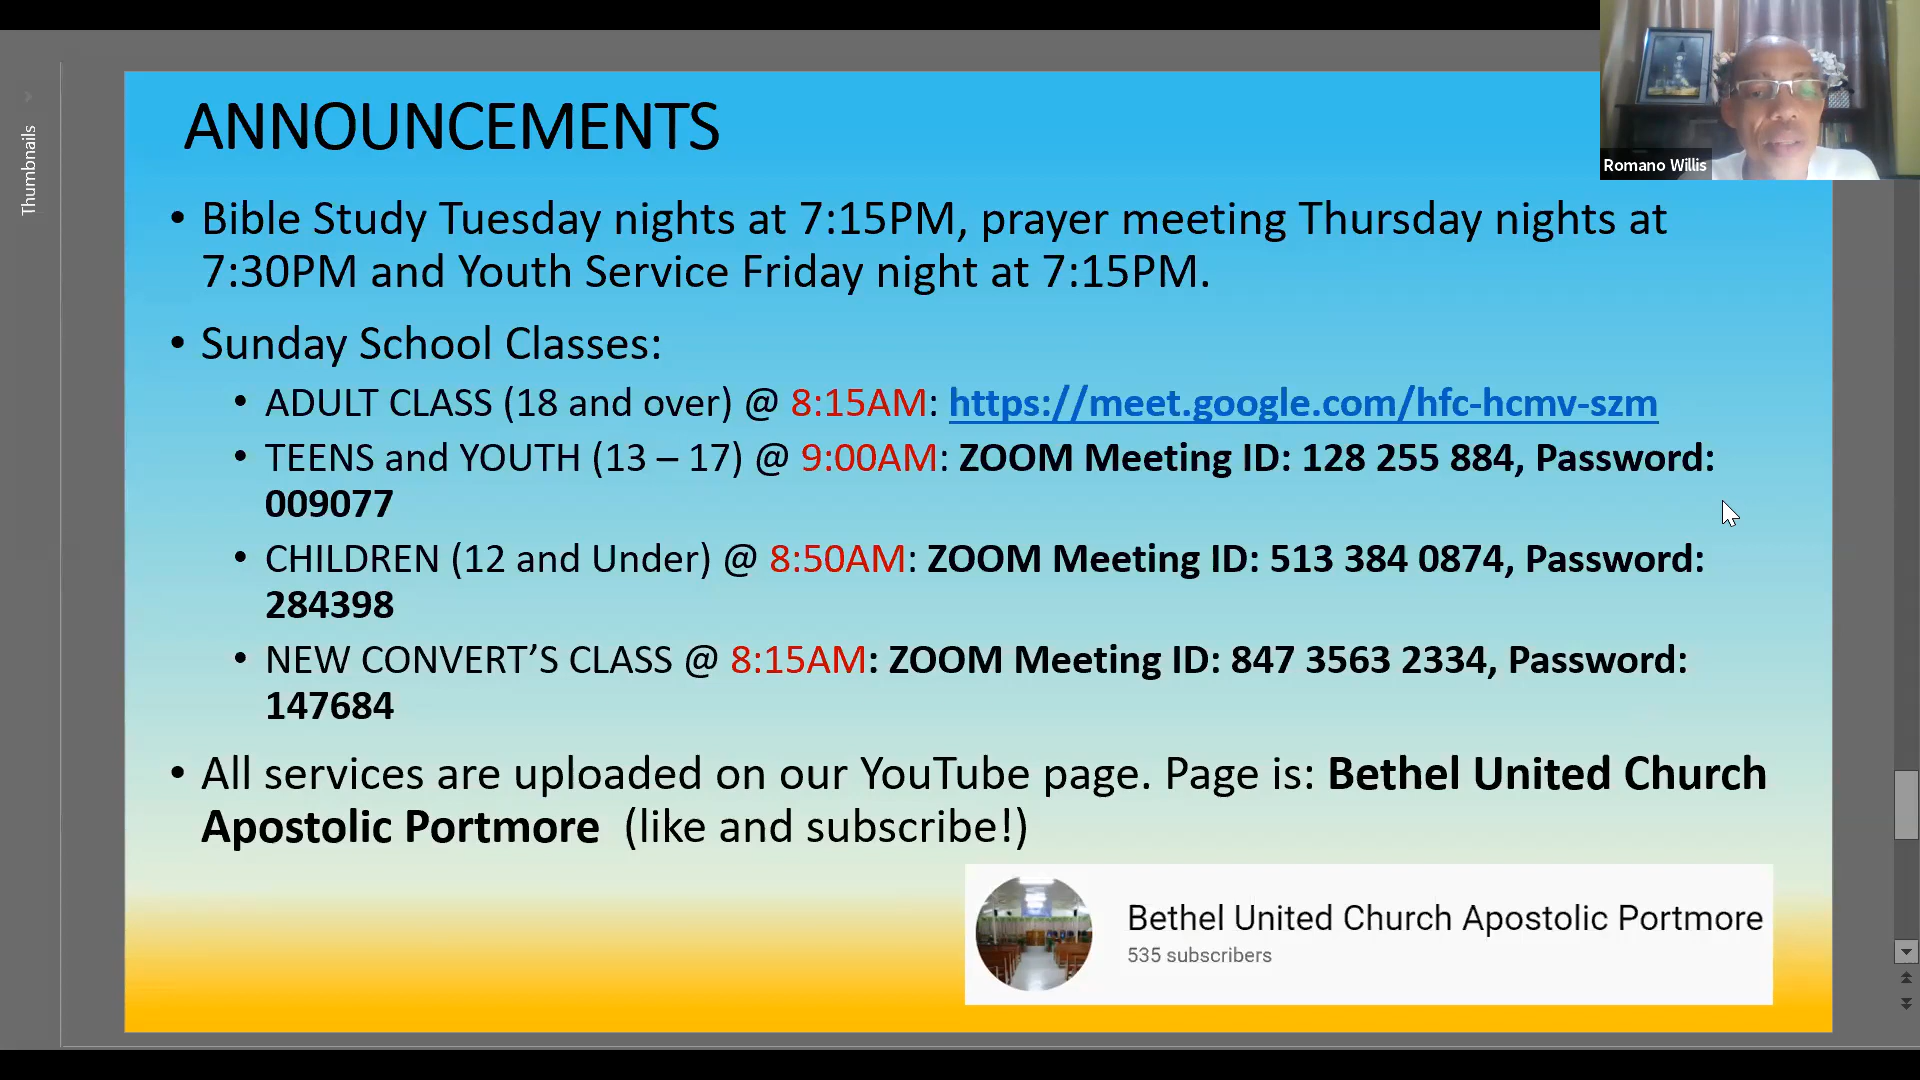 Romano Willis
Thumbnails
ANNOUNCEMENTS
• Bible Study Tuesday nights at 7:15PM, prayer meeting Thursday nights at
7:30PM and Youth Service Friday night at 7:15PM.
• Sunday School Classes:
• ADULT CLASS (18 and over) @ 8:15AM: https://meet.google.com/hfc-hcmv-szm
• TEENS and YOUTH (13 – 17) @ 9:00AM: ZOOM Meeting ID: 128 255 884, Password:
009077
• CHILDREN (12 and Under) @ 8:50AM: ZOOM Meeting ID: 513 384 0874, Password:
284398
• NEW CONVERT’S CLASS @ 8:15AM: ZOOM Meeting ID: 847 3563 2334, Password:
147684
• All services are uploaded on our YouTube page. Page is: Bethel United Church
Apostolic Portmore (like and subscribe!)
Bethel United Church Apostolic Portmore
535 subscribers